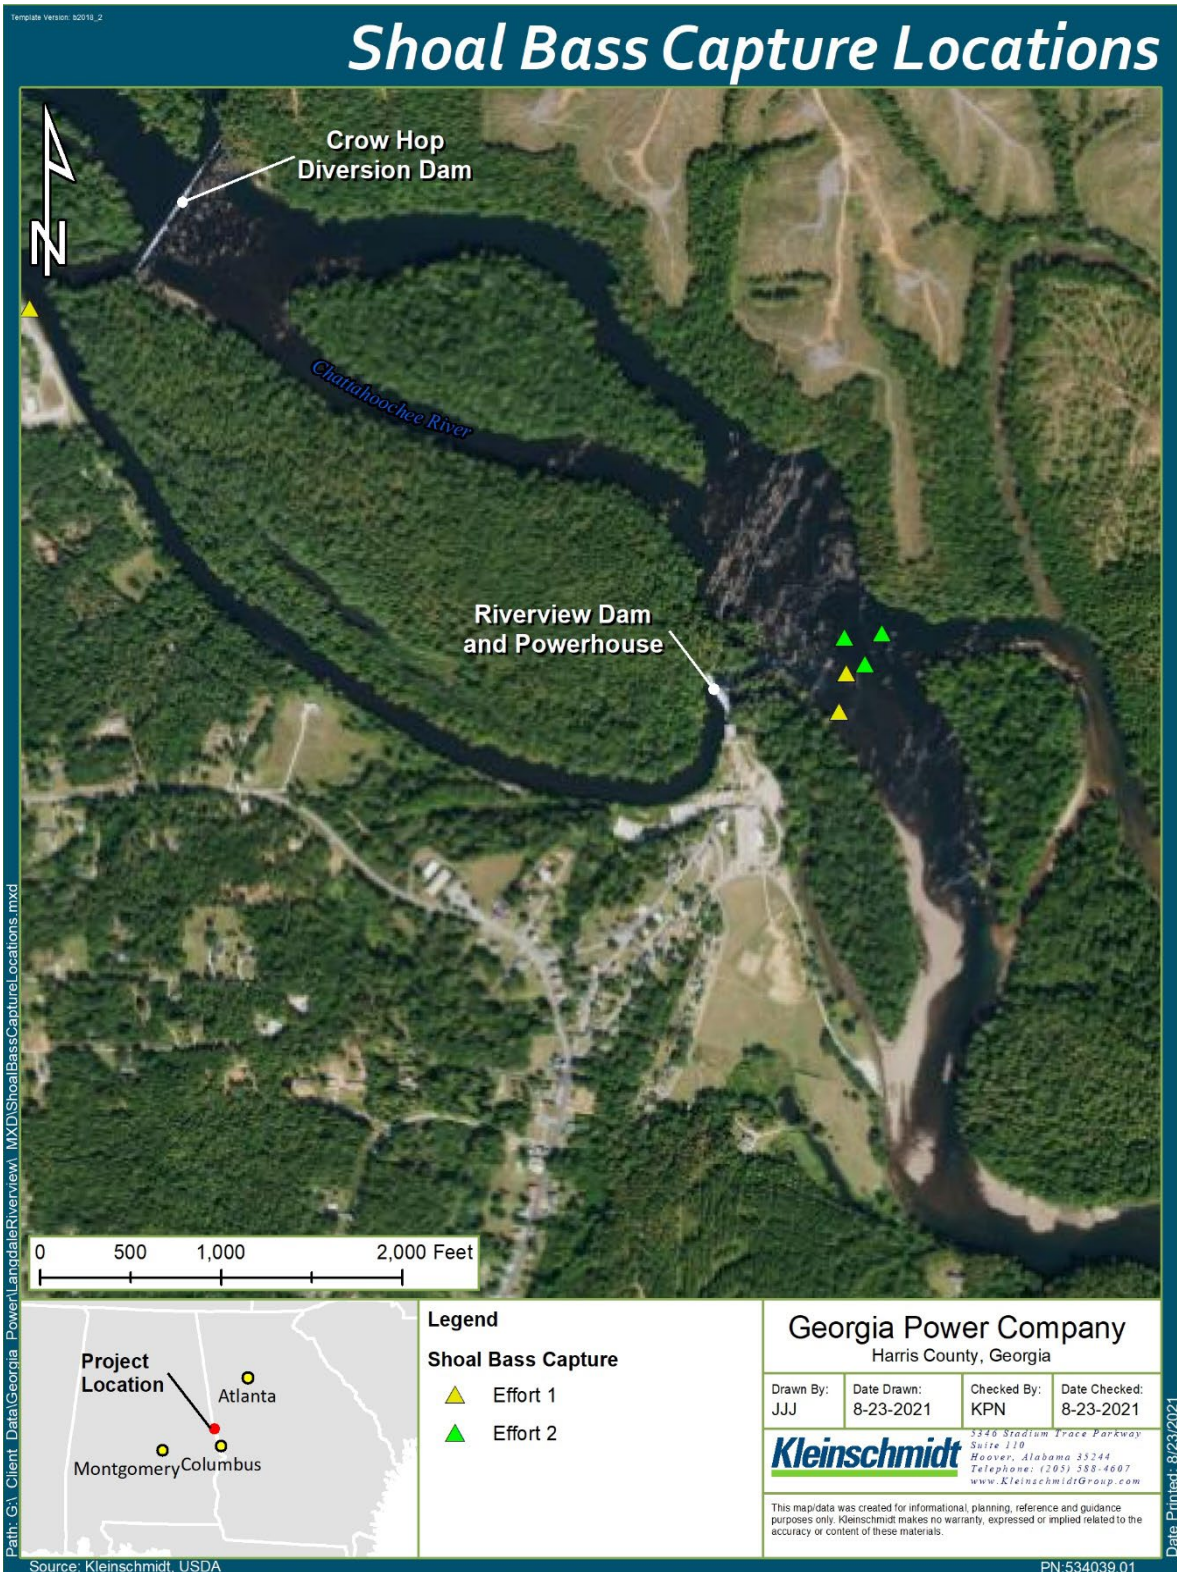 Template Version: b2018_2
Shoal Bass Capture Locations
Crow Hop
Diversion Dam
N
Chattahoochee River
Riverview Dam
and Powerhouse
0 500 1,000 2,000 Feet
Project
Location
Atlanta
Montgomery
Columbus
Legend
Shoal Bass Capture
Effort 1
Effort 2
Georgia Power Company
Harris County, Georgia
Drawn By:
JJJ
Date Drawn:
8-23-2021
Checked By:
KPN
Date Checked:
8-23-2021
Kleinschmidt
5346 Stadium Trace Parkway
Suite 110
Hoover, Alabama 35244
Telephone: (205) 588-4607
www.KleinschmidtGroup.com
This map/data was created for informational, planning, reference and guidance
purposes only. Kleinschmidt makes no warranty, expressed or implied related to the
accuracy or content of these materials.
Path: G:\ Client Data\Georgia Power\LangdaleRiverview\ MXD\ShoalBassCaptureLocations.mxd
Date Printed: 8/23/2021
Source: Kleinschmidt, USDA
PN:534039.01